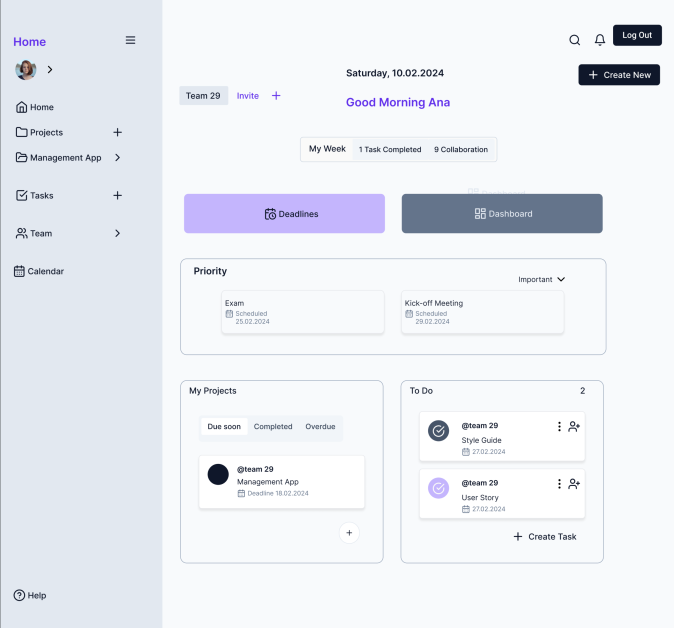 Home
Log Out
Saturday, 10.02.2024
Create New
Team 29
Invite
Good Morning Ana
Home
Projects
Management App
Tasks
Team
Calendar
Help
My Week
1 Task Completed
9 Collaboration
Deadlines
Dashboard
Dashboard
Priority
Important
Exam
Scheduled
25.02.2024
Kick-off Meeting
Scheduled
29.02.2024
My Projects
Due soon
Completed
Overdue
@team 29
Management App
Deadline 18.02.2024
To Do
2
@team 29
Style Guide
27.02.2024
@team 29
User Story
27.02.2024
Create Task